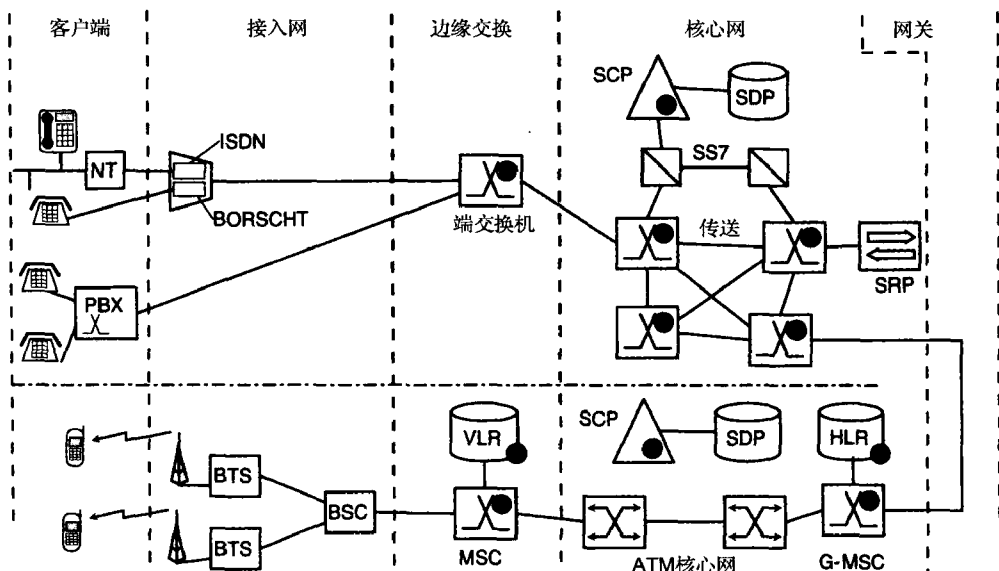 客户端
接入网
边缘交换
核心网
网关
SCP
SDP
ISDN
SS7
NT
BORSCHT
端交换机
传送
SRP
PBX
SCP
SDP
VLR
HLR
BTS
BSC
BTS
MSC
ATM核心网
G-MSC